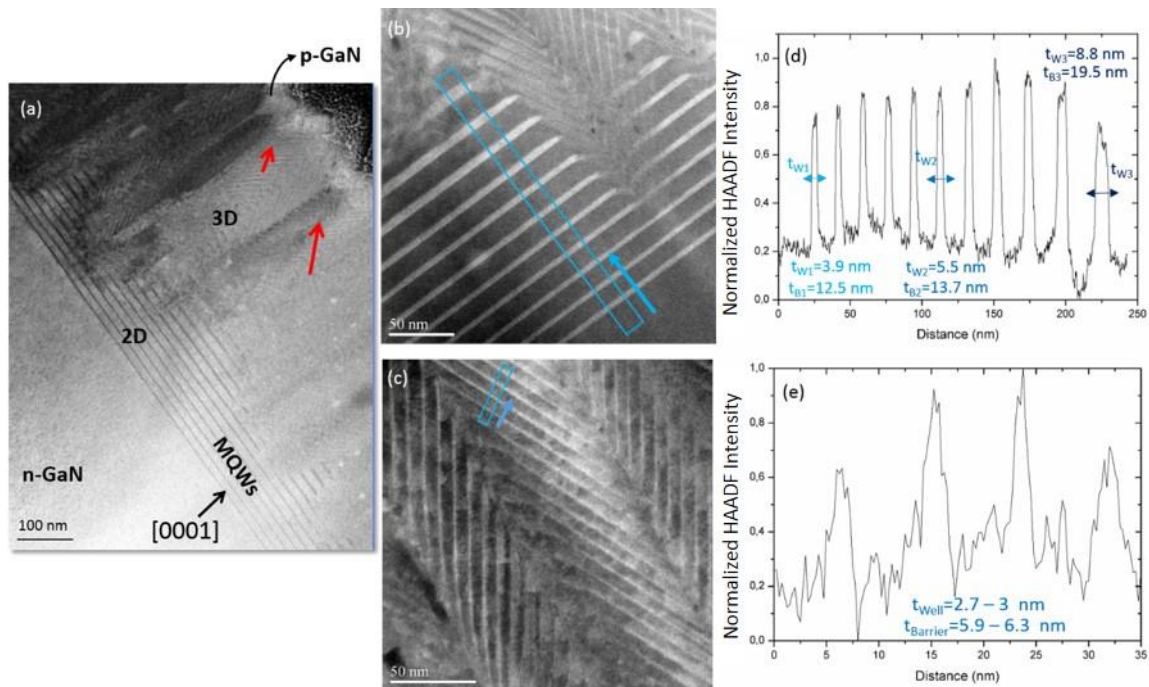 (a)
p-GaN
3D
2D
MQWs
n-GaN
[0001]
100 nm
(b)
50 nm
(c)
50 nm
(d)
Normalized HAADF Intensity
1,0
0,8
0,6
0,4
0,2
0,0
tW3=8.8 nm
tB3=19.5 nm
tW1
tW2
tW3
tW1=3.9 nm
tB1=12.5 nm
tW2=5.5 nm
tB2=13.7 nm
0 50 100 150 200 250
Distance (nm)
(e)
Normalized HAADF Intensity
1,0
0,8
0,6
0,4
0,2
0,0
tWell=2.7 – 3 nm
tBarrier=5.9 – 6.3 nm
0 5 10 15 20 25 30 35
Distance (nm)